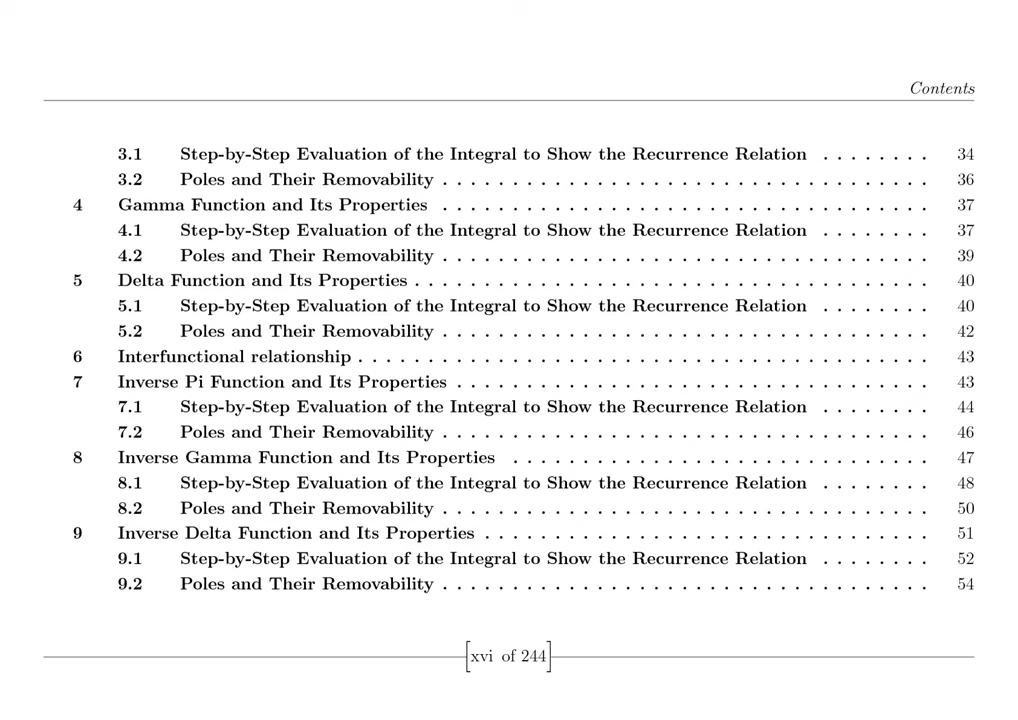 Contents
3.1 Step-by-Step Evaluation of the Integral to Show the Recurrence Relation . . . . . . . . 34
3.2 Poles and Their Removability . . . . . . . . . . . . . . . . . . . . . . . . . . . . . . . . . . . 36
4 Gamma Function and Its Properties . . . . . . . . . . . . . . . . . . . . . . . . . . . . . . . . . . . 37
4.1 Step-by-Step Evaluation of the Integral to Show the Recurrence Relation . . . . . . . . 37
4.2 Poles and Their Removability . . . . . . . . . . . . . . . . . . . . . . . . . . . . . . . . . . . 39
5 Delta Function and Its Properties . . . . . . . . . . . . . . . . . . . . . . . . . . . . . . . . . . . . . 40
5.1 Step-by-Step Evaluation of the Integral to Show the Recurrence Relation . . . . . . . . 40
5.2 Poles and Their Removability . . . . . . . . . . . . . . . . . . . . . . . . . . . . . . . . . . . 42
6 Interfunctional relationship . . . . . . . . . . . . . . . . . . . . . . . . . . . . . . . . . . . . . . . . . 43
7 Inverse Pi Function and Its Properties . . . . . . . . . . . . . . . . . . . . . . . . . . . . . . . . . . 43
7.1 Step-by-Step Evaluation of the Integral to Show the Recurrence Relation . . . . . . . . 44
7.2 Poles and Their Removability . . . . . . . . . . . . . . . . . . . . . . . . . . . . . . . . . . . 46
8 Inverse Gamma Function and Its Properties . . . . . . . . . . . . . . . . . . . . . . . . . . . . . . 47
8.1 Step-by-Step Evaluation of the Integral to Show the Recurrence Relation . . . . . . . . 48
8.2 Poles and Their Removability . . . . . . . . . . . . . . . . . . . . . . . . . . . . . . . . . . . 50
9 Inverse Delta Function and Its Properties . . . . . . . . . . . . . . . . . . . . . . . . . . . . . . . . 51
9.1 Step-by-Step Evaluation of the Integral to Show the Recurrence Relation . . . . . . . . 52
9.2 Poles and Their Removability . . . . . . . . . . . . . . . . . . . . . . . . . . . . . . . . . . . 54
[xvi of 244]